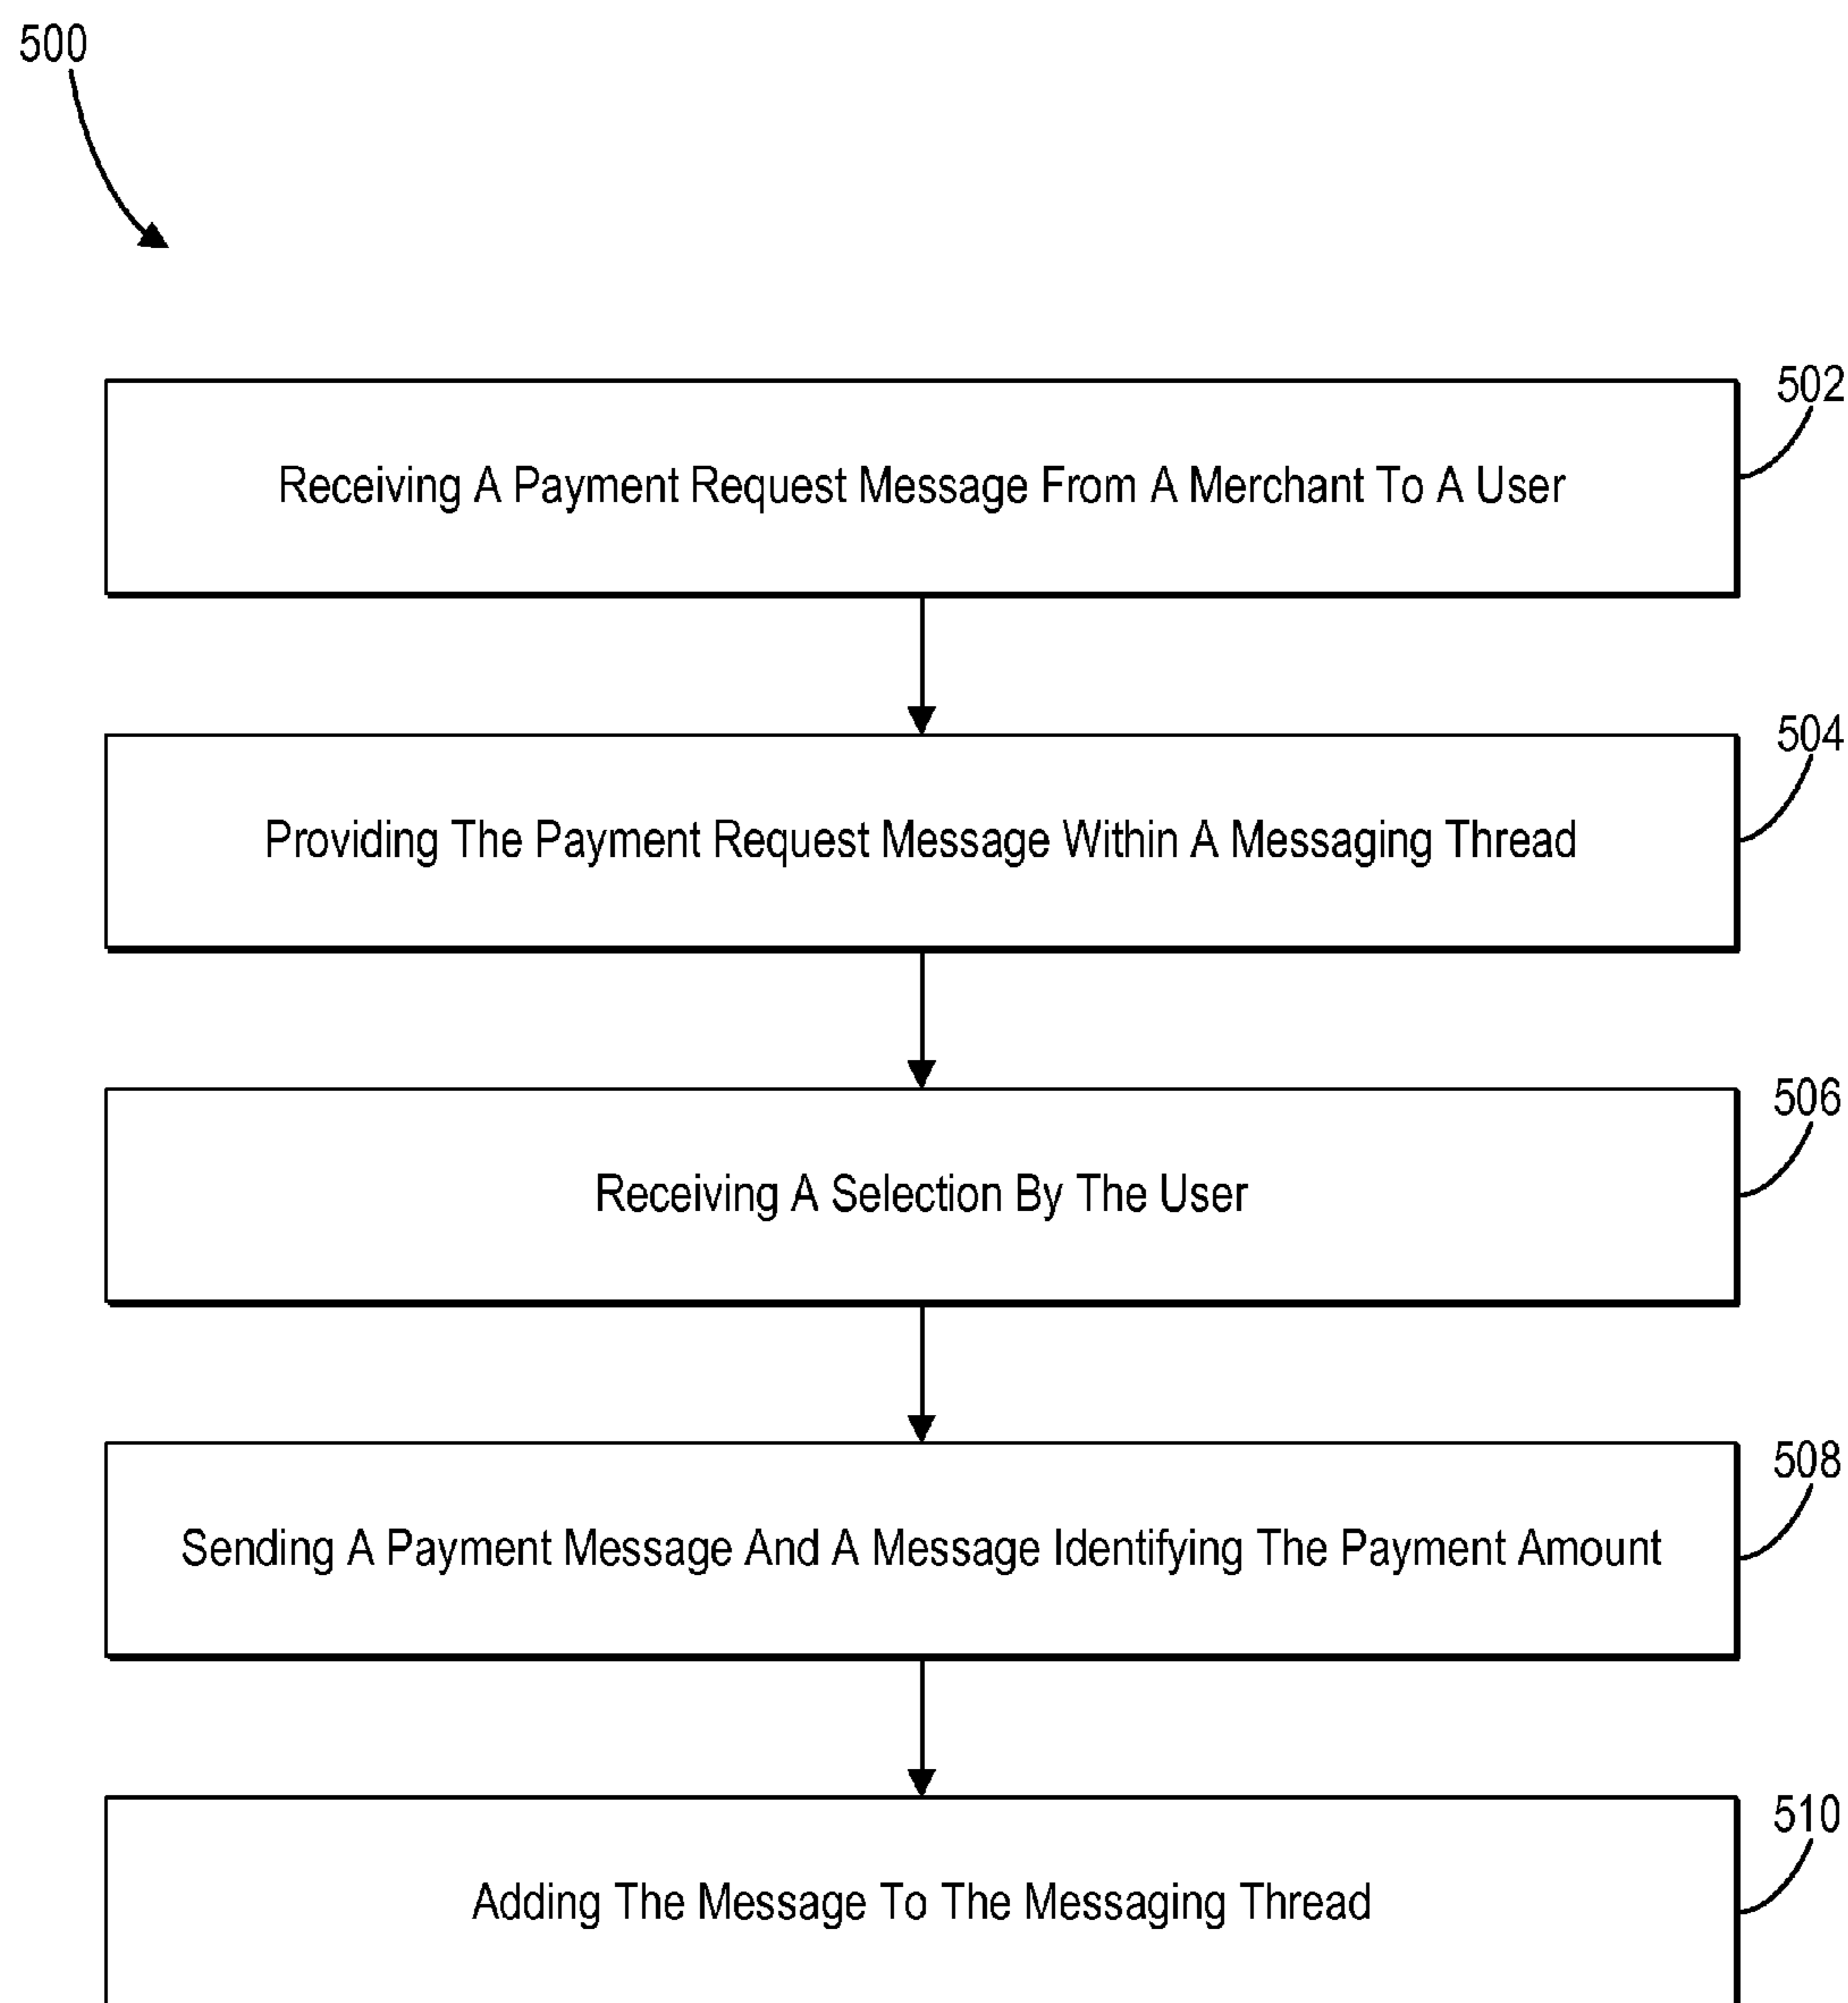 500
502
Receiving A Payment Request Message From A Merchant To A User
504
Providing The Payment Request Message Within A Messaging Thread
506
Receiving A Selection By The User
508
Sending A Payment Message And A Message Identifying The Payment Amount
510
Adding The Message To The Messaging Thread